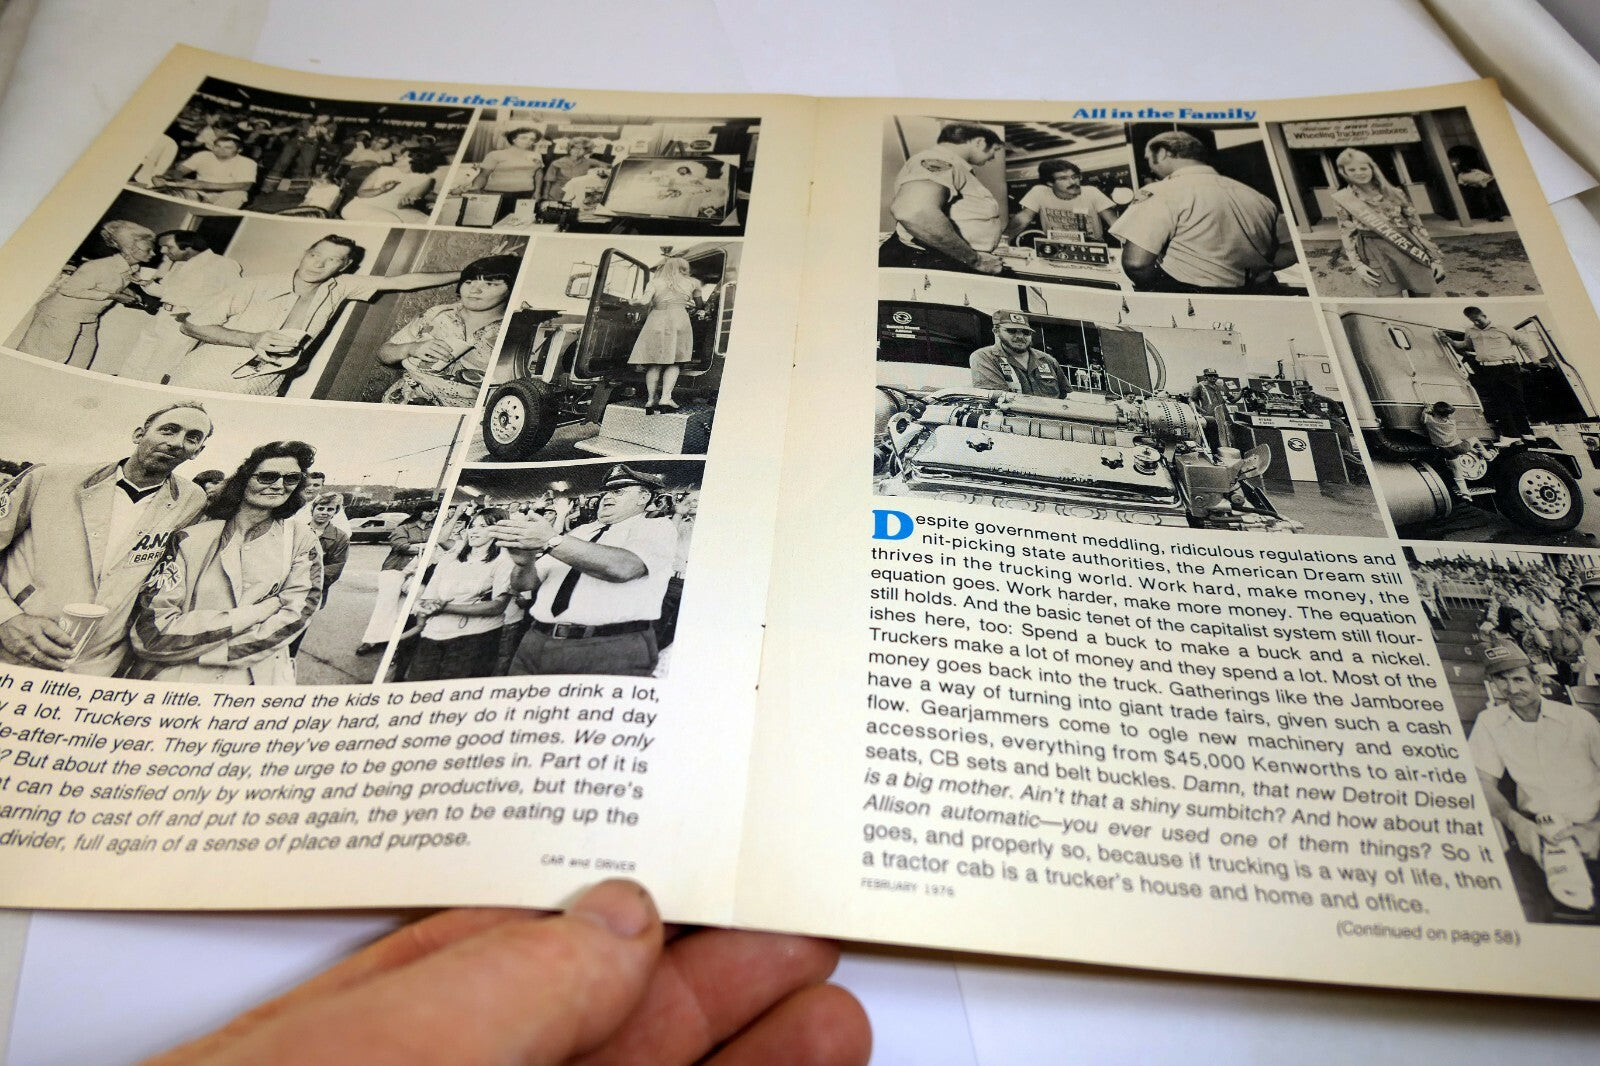 All in the Family
AN
BARR
h a little, party a little. Then send the kids to bed and maybe drink a lot,
y a lot. Truckers work hard and play hard, and they do it night and day
e-after-mile year. They figure they've earned some good times. We only
? But about the second day, the urge to be gone settles in. Part of it is
t can be satisfied only by working and being productive, but there's
arning to cast off and put to sea again, the yen to be eating up the
divider, full again of a sense of place and purpose.
CAR and DRIVER
All in the Family
Welcome to
Wheeling Truckers Jamboree
Despite government meddling, ridiculous regulations and
nit-picking state authorities, the American Dream still
thrives in the trucking world. Work hard, make money, the
equation goes. Work harder, make more money. The equation
still holds. And the basic tenet of the capitalist system still flour-
ishes here, too: Spend a buck to make a buck and a nickel.
Truckers make a lot of money and they spend a lot. Most of the
money goes back into the truck. Gatherings like the Jamboree
have a way of turning into giant trade fairs, given such a cash
flow. Gearjammers come to ogle new machinery and exotic
accessories, everything from $45,000 Kenworths to air-ride
seats, CB sets and belt buckles. Damn, that new Detroit Diesel
is a big mother. Ain't that a shiny sumbitch? And how about that
Allison automatic—you ever used one of them things? So it
goes, and properly so, because if trucking is a way of life, then
a tractor cab is a trucker's house and home and office.
FEBRUARY 1976
(Continued on page 58)